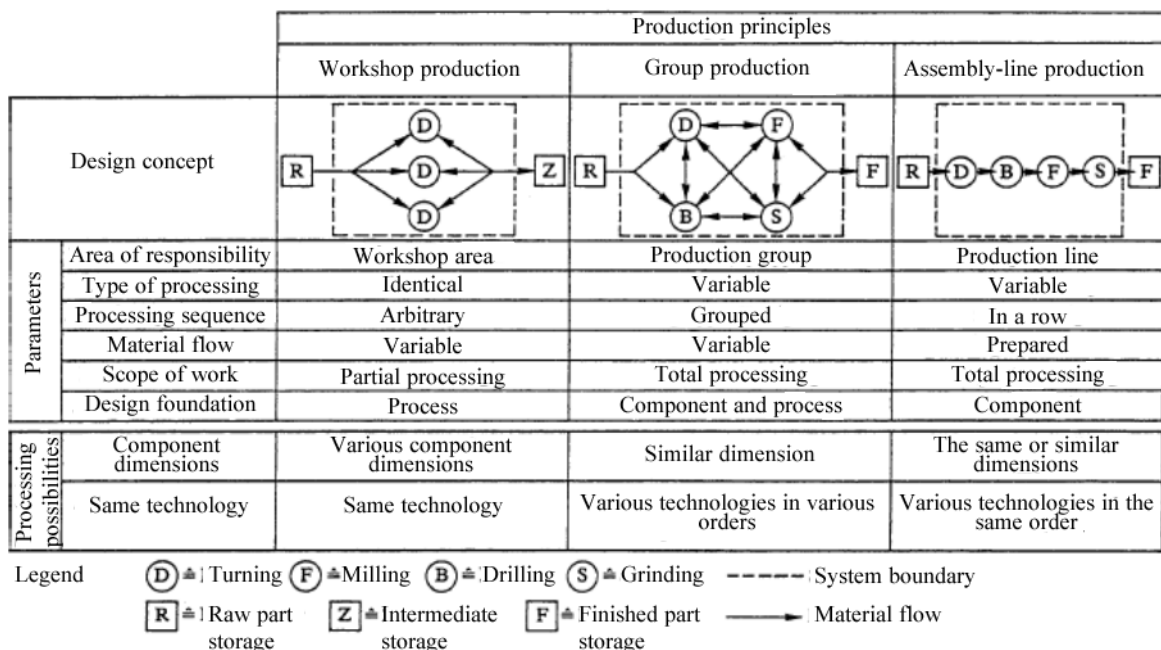 Production principles
Workshop production Group production Assembly-line production
Design concept
D
R D Z
D
D F
R F
B S
R D B F S F
Parameters
Area of responsibility Workshop area Production group Production line
Type of processing Identical Variable Variable
Processing sequence Arbitrary Grouped In a row
Material flow Variable Variable Prepared
Scope of work Partial processing Total processing Total processing
Design foundation Process Component and process Component
Processing
possibilities
Component Various component Similar dimension The same or similar
dimensions dimensions dimensions
Same technology Same technology Various technologies in various Various technologies in the
orders same order
Legend D ≙ Turning F ≙ Milling B ≙ Drilling S ≙ Grinding System boundary
R ≙ Raw part Z ≙ Intermediate F ≙ Finished part Material flow
storage storage storage